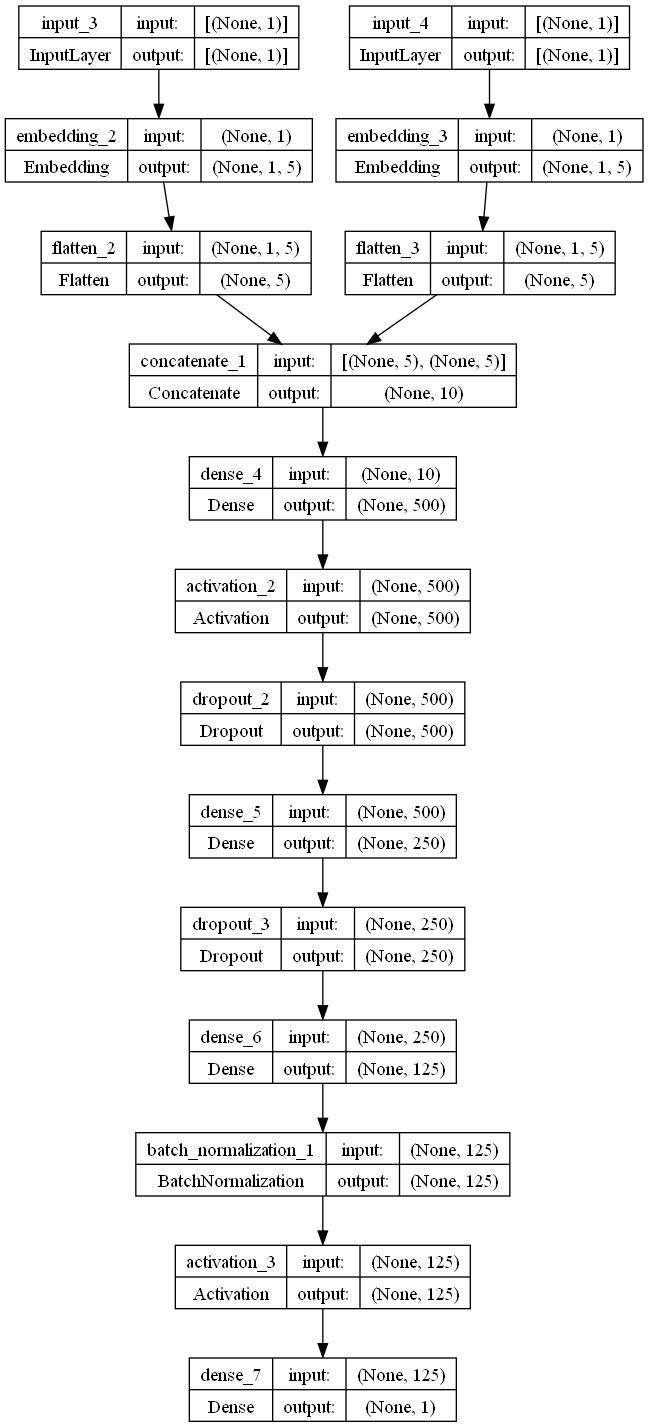 input_3 input: [(None, 1)]
InputLayer output: [(None, 1)]
input_4 input: [(None, 1)]
InputLayer output: [(None, 1)]
embedding_2 input: (None, 1)
Embedding output: (None, 1, 5)
embedding_3 input: (None, 1)
Embedding output: (None, 1, 5)
flatten_2 input: (None, 1, 5)
Flatten output: (None, 5)
flatten_3 input: (None, 1, 5)
Flatten output: (None, 5)
concatenate_1 input: [(None, 5), (None, 5)]
Concatenate output: (None, 10)
dense_4 input: (None, 10)
Dense output: (None, 500)
activation_2 input: (None, 500)
Activation output: (None, 500)
dropout_2 input: (None, 500)
Dropout output: (None, 500)
dense_5 input: (None, 500)
Dense output: (None, 250)
dropout_3 input: (None, 250)
Dropout output: (None, 250)
dense_6 input: (None, 250)
Dense output: (None, 125)
batch_normalization_1 input: (None, 125)
BatchNormalization output: (None, 125)
activation_3 input: (None, 125)
Activation output: (None, 125)
dense_7 input: (None, 125)
Dense output: (None, 1)